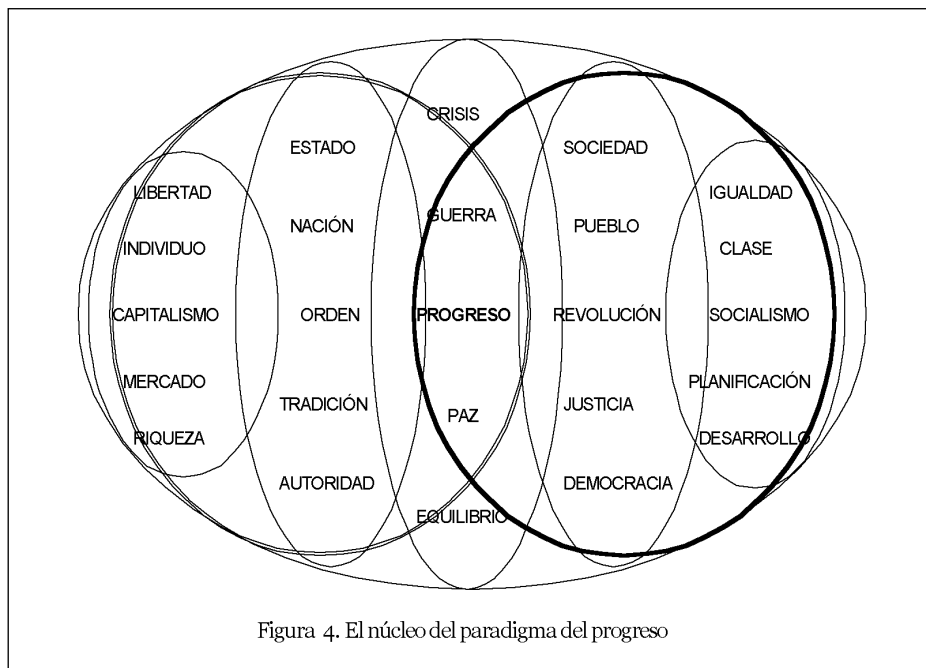 CRISIS
ESTADO SOCIEDAD
LIBERTAD IGUALDAD
GUERRA
NACIÓN PUEBLO
INDIVIDUO CLASE
CAPITALISMO ORDEN PROGRESO REVOLUCIÓN SOCIALISMO
MERCADO PLANIFICACIÓN
TRADICIÓN JUSTICIA
PAZ
RIQUEZA DESARROLLO
AUTORIDAD DEMOCRACIA
EQUILIBRIO
Figura 4. El núcleo del paradigma del progreso